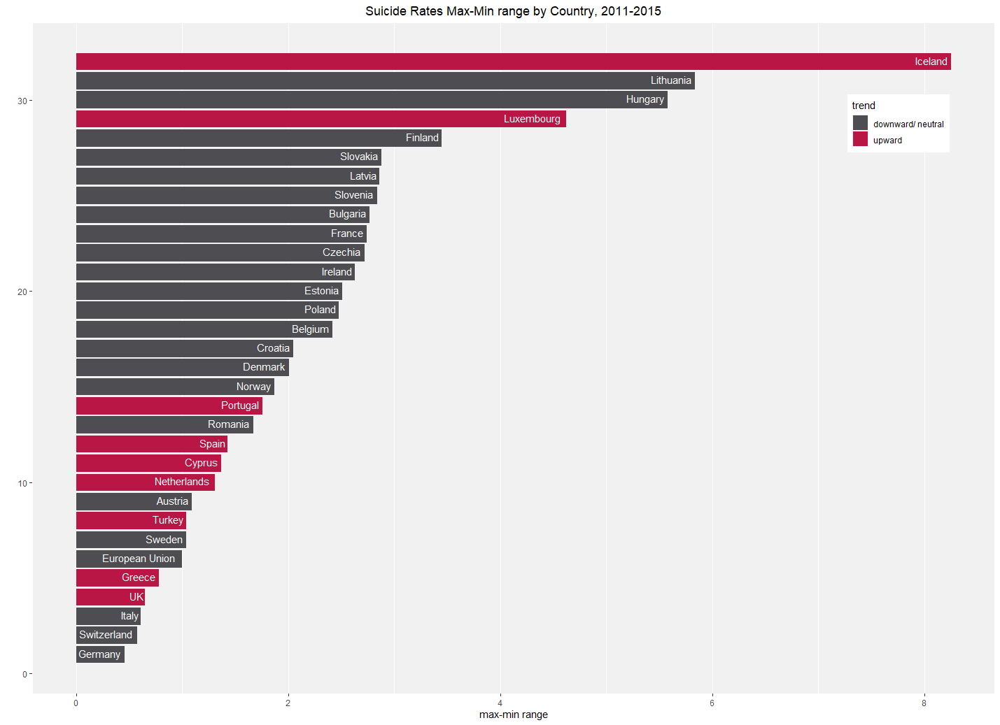 Suicide Rates Max-Min range by Country, 2011-2015
Iceland
Lithuania
30
Hungary
trend
Luxembourg
downward/ neutral
Finland
upward
Slovakia
Latvia
Slovenia
Bulgaria
France
Czechia
Ireland
20
Estonia
Poland
Belgium
Croatia
Denmark
Norway
Portugal
Romania
Spain
Cyprus
10
Netherlands
Austria
Turkey
Sweden
European Union
Greece
UK
Italy
Switzerland
Germany
0
0 2 4 6 8
max-min range